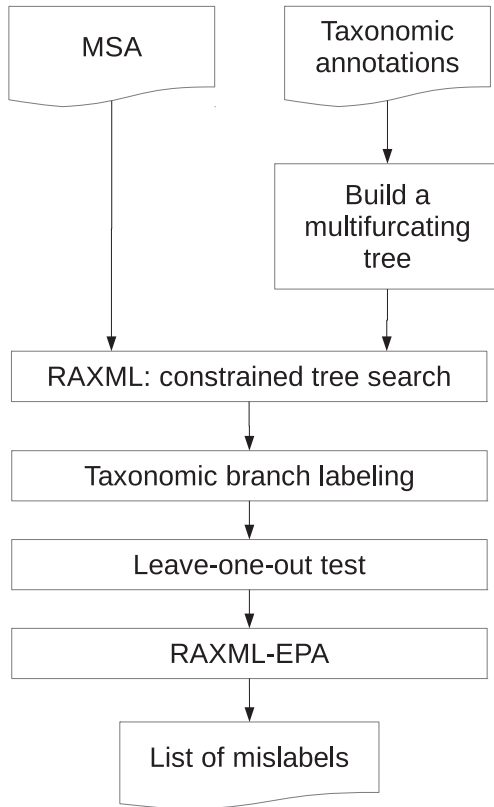 MSA
Taxonomic
annotations
Build a
multifurcating
tree
RAXML: constrained tree search
Taxonomic branch labeling
Leave-one-out test
RAXML-EPA
List of mislabels